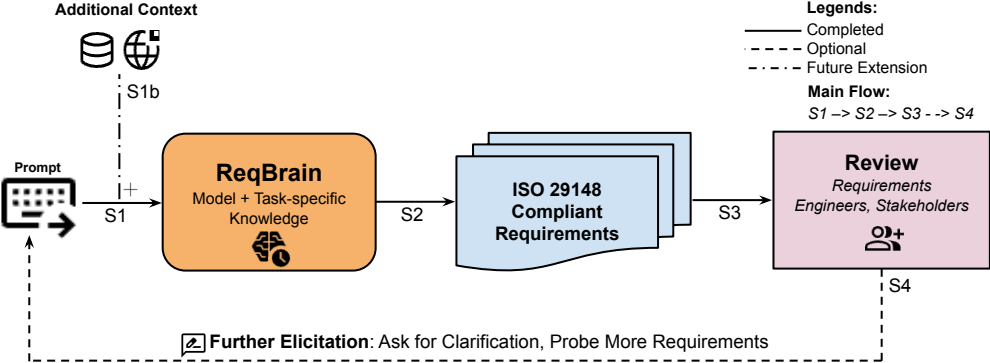 Additional Context
S1b
Legends:
Completed
Optional
Future Extension
Main Flow:
S1 –> S2 –> S3 - -> S4
Prompt
+
S1
ReqBrain
Model + Task-specific
Knowledge
S2
ISO 29148
Compliant
Requirements
S3
Review
Requirements
Engineers, Stakeholders
S4
Further Elicitation: Ask for Clarification, Probe More Requirements